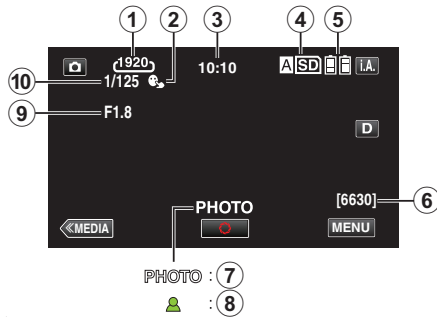 1 2 3 4 5
1920
10:10 A SD i.A.
10 1/125
9 F1.8
D
[6630] 6
PHOTO
≪MEDIA MENU
PHOTO : 7
: 8